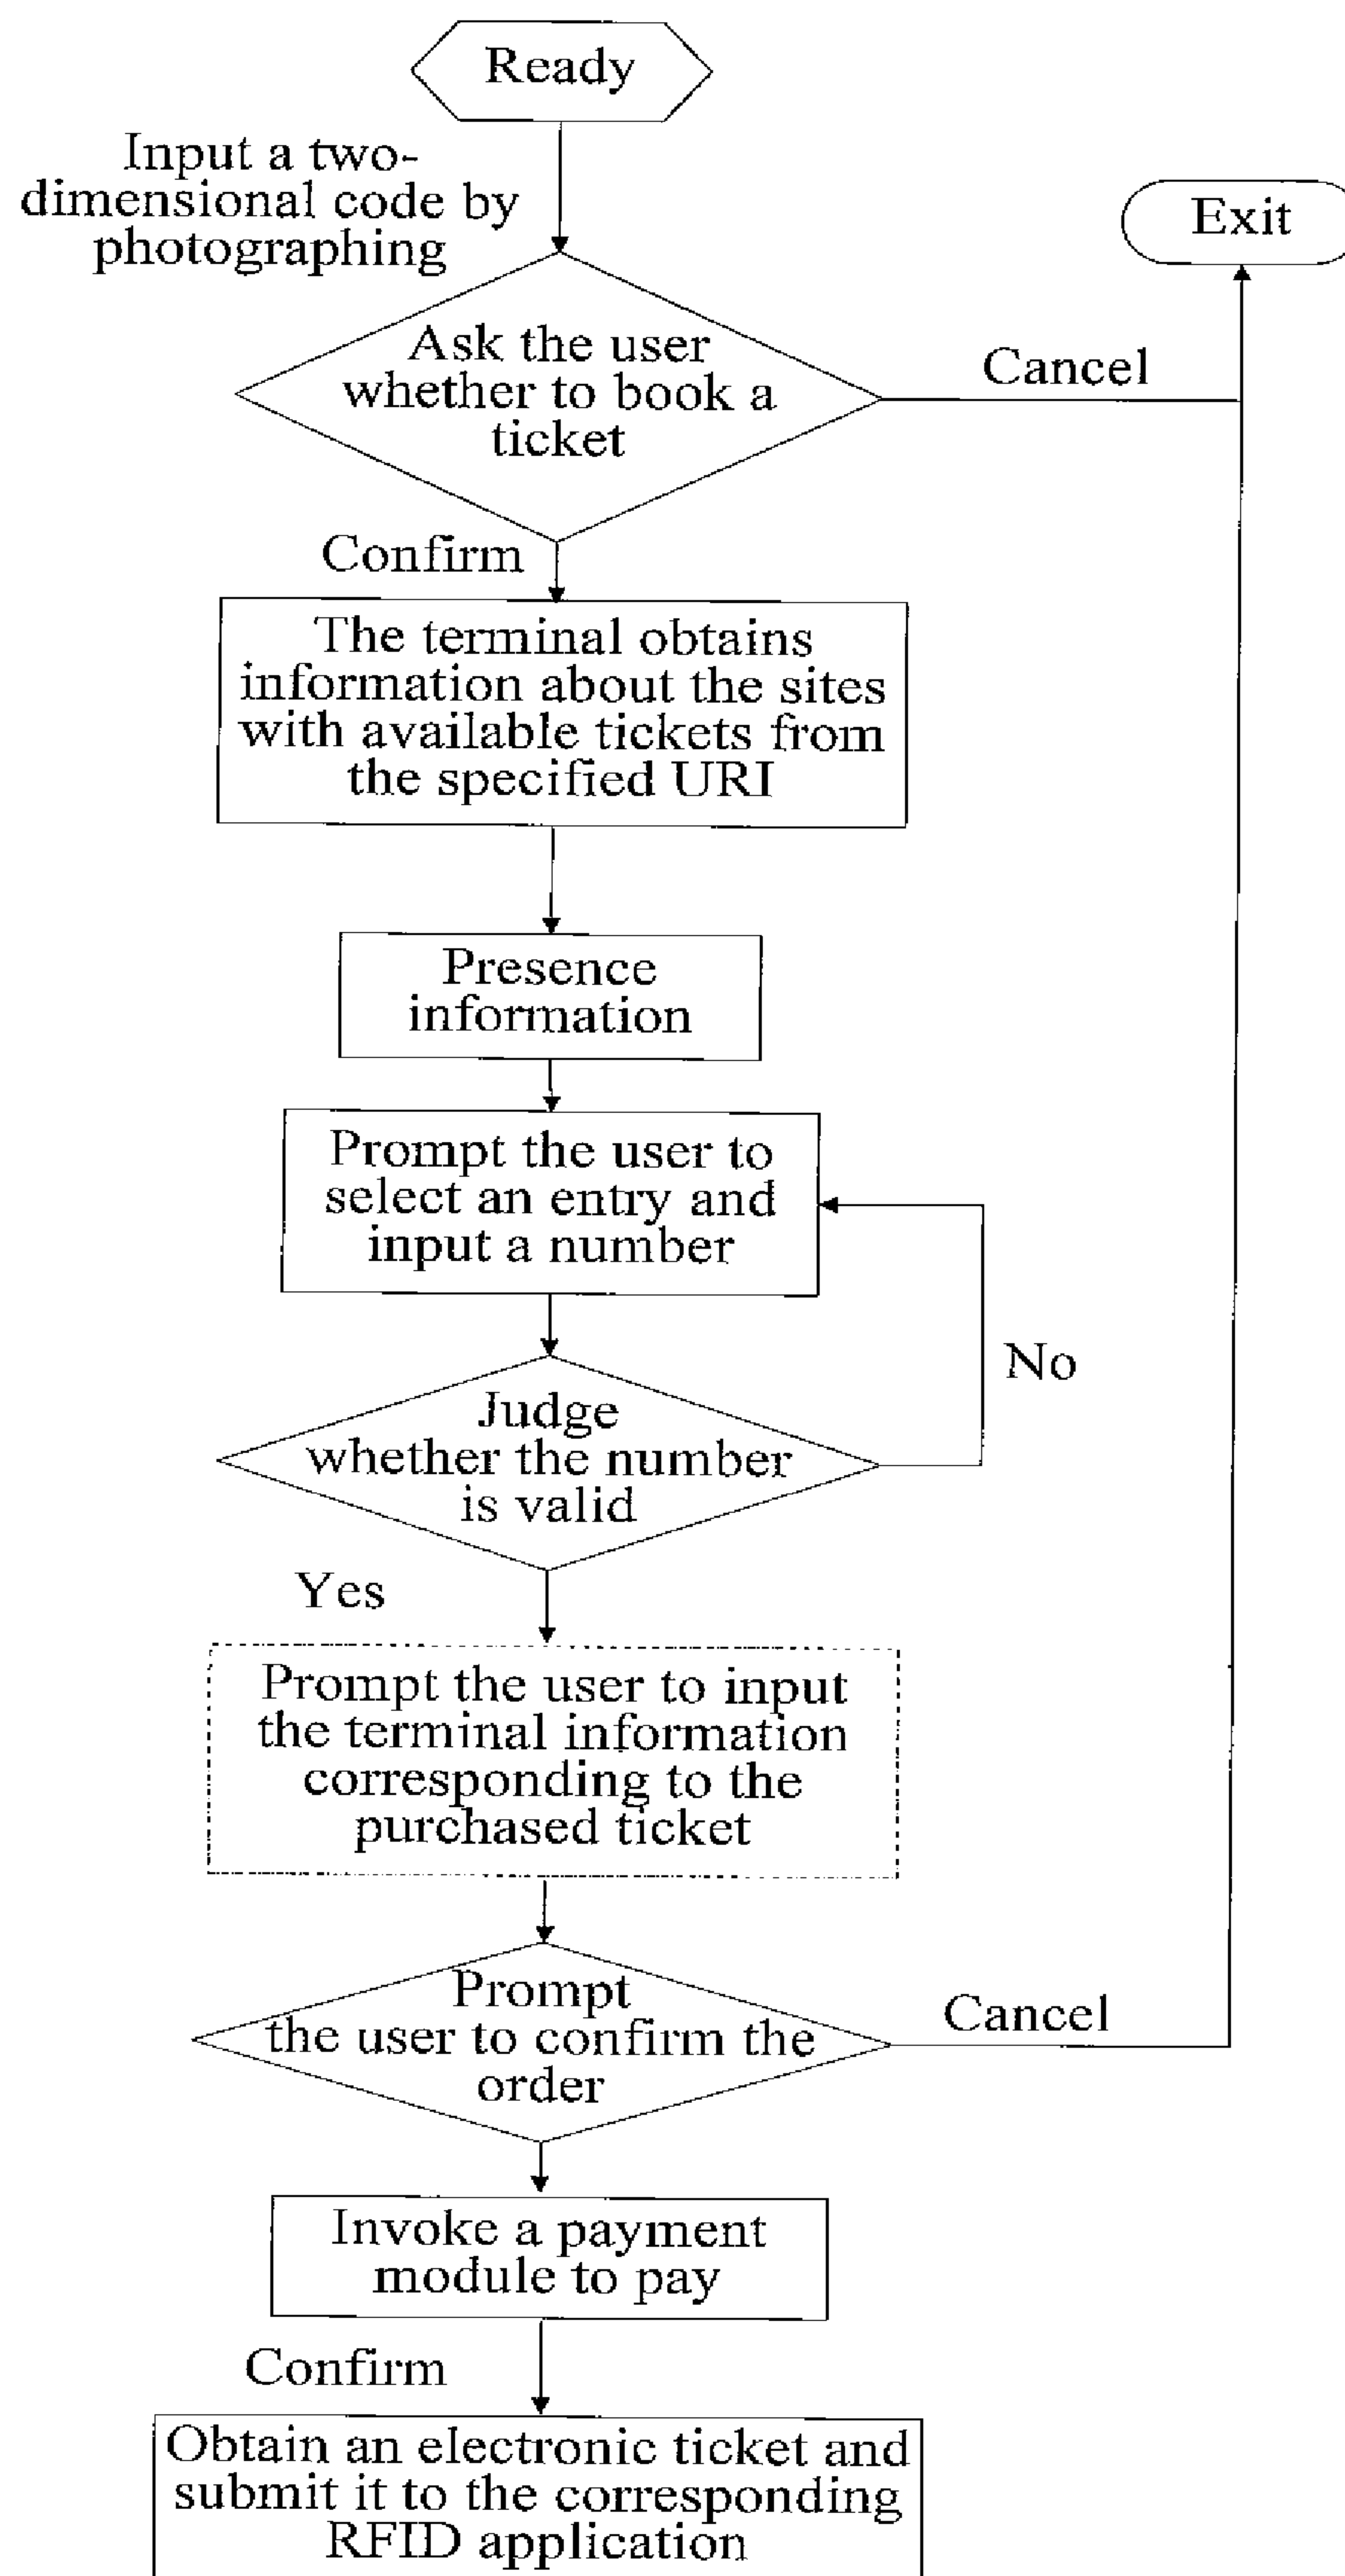 Ready
Input a two-
dimensional code by
photographing
Exit
Ask the user
whether to book a
ticket
Cancel
Confirm
The terminal obtains
information about the sites
with available tickets from
the specified URI
Presence
information
Prompt the user to
select an entry and
input a number
No
Judge
whether the number
is valid
Yes
Prompt the user to input
the terminal information
corresponding to the
purchased ticket
Prompt
the user to confirm the
order
Cancel
Invoke a payment
module to pay
Confirm
Obtain an electronic ticket and
submit it to the corresponding
RFID application